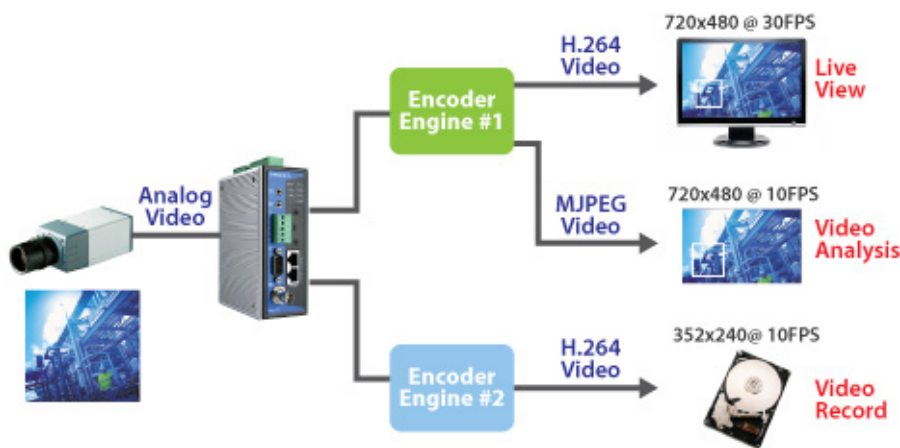 720x480 @ 30FPS
H.264
Video
Live
View
Encoder
Engine #1
Analog
Video
MJPEG
Video
720x480 @ 10FPS
Video
Analysis
352x240@ 10FPS
Encoder
Engine #2
H.264
Video
Video
Record